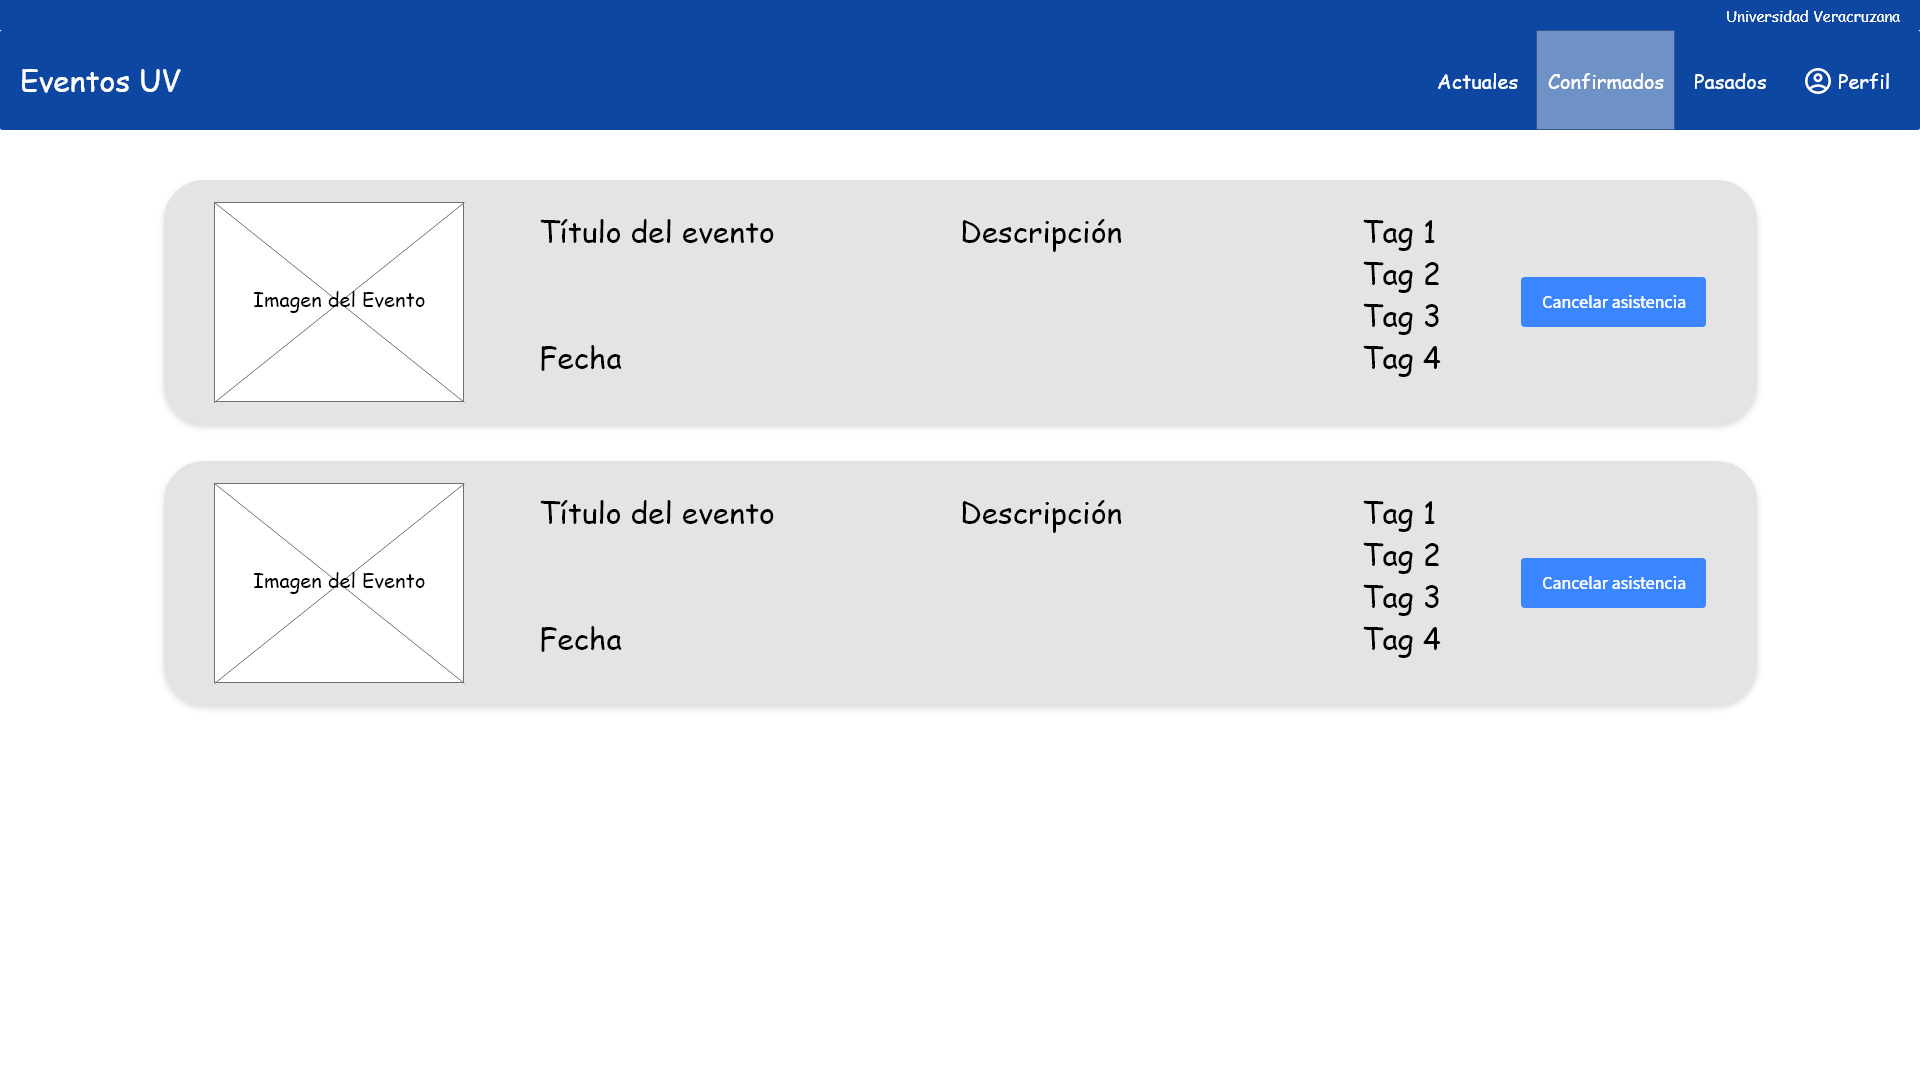 Universidad Veracruzana
Eventos UV
Actuales
Confirmados
Pasados
Perfil
Imagen del Evento
Título del evento
Fecha
Descripción
Tag 1
Tag 2
Tag 3
Tag 4
Cancelar asistencia
Imagen del Evento
Título del evento
Fecha
Descripción
Tag 1
Tag 2
Tag 3
Tag 4
Cancelar asistencia